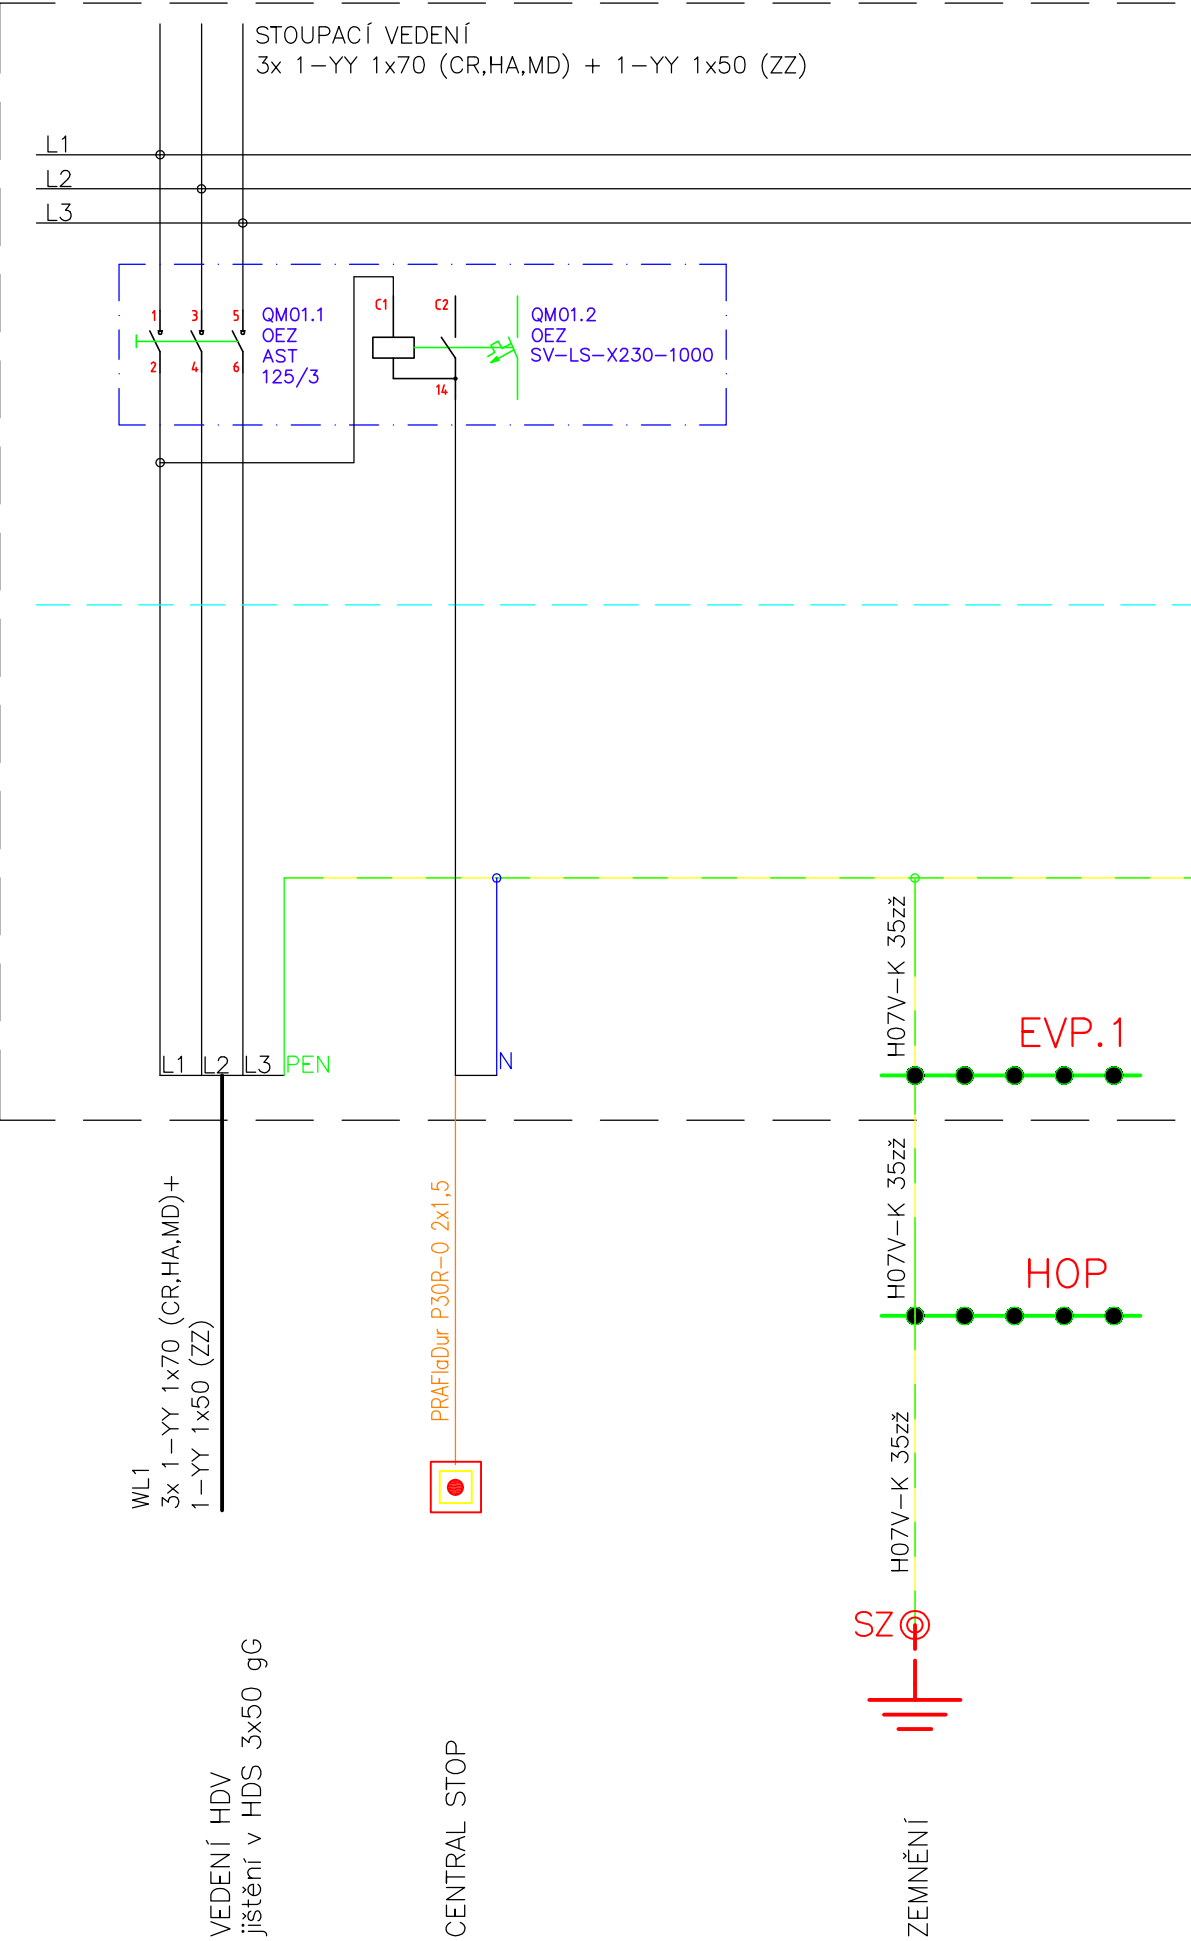 STOUPACÍ VEDENÍ
3x 1-YY 1x70 (CR,HA,MD) + 1-YY 1x50 (ZZ)
L1
L2
L3
1
3
5
2
4
6
QM01.1
OEZ
AST
125/3
C1
C2
14
QM01.2
OEZ
SV-LS-X230-1000
L1
L2
L3
PEN
N
H07V-K 35zž
EVP.1
WL1
3x 1-YY 1x70 (CR,HA,MD)+
1-YY 1x50 (ZZ)
PRAFlaDur P30R-O 2x1,5
H07V-K 35zž
HOP
H07V-K 35zž
SZ
VEDENÍ HDV
jištění v HDS 3x50 gG
CENTRAL STOP
ZEMNĚNÍ